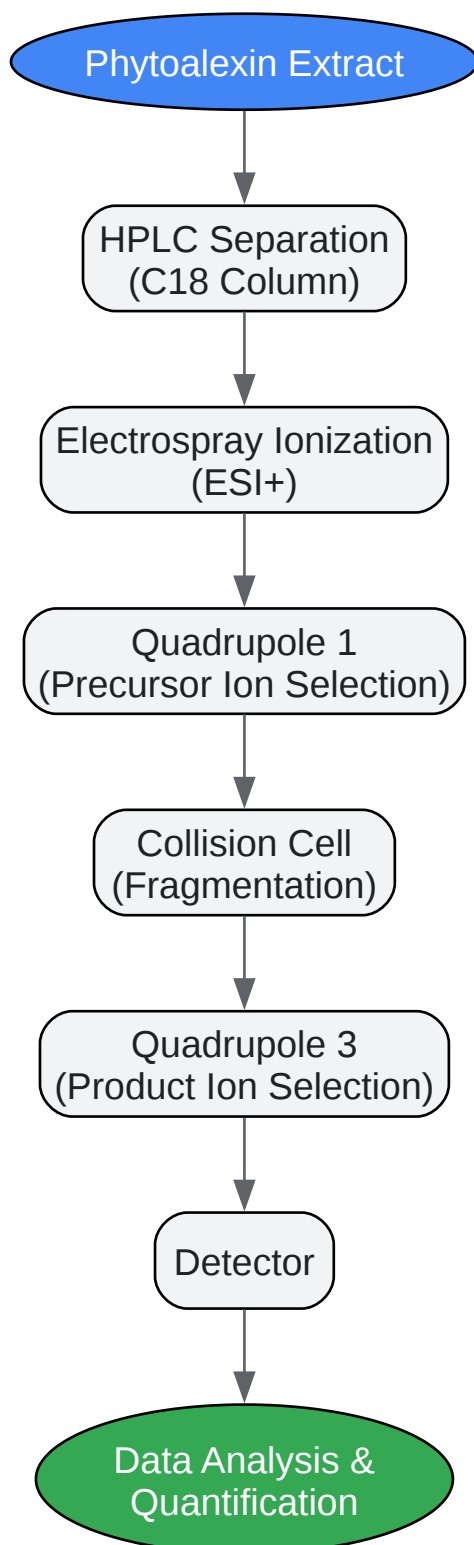 Phytoalexin Extract
HPLC Separation
(C18 Column)
Electrospray Ionization
(ESI+)
Quadrupole 1
(Precursor Ion Selection)
Collision Cell
(Fragmentation)
Quadrupole 3
(Product Ion Selection)
Detector
Data Analysis &
Quantification